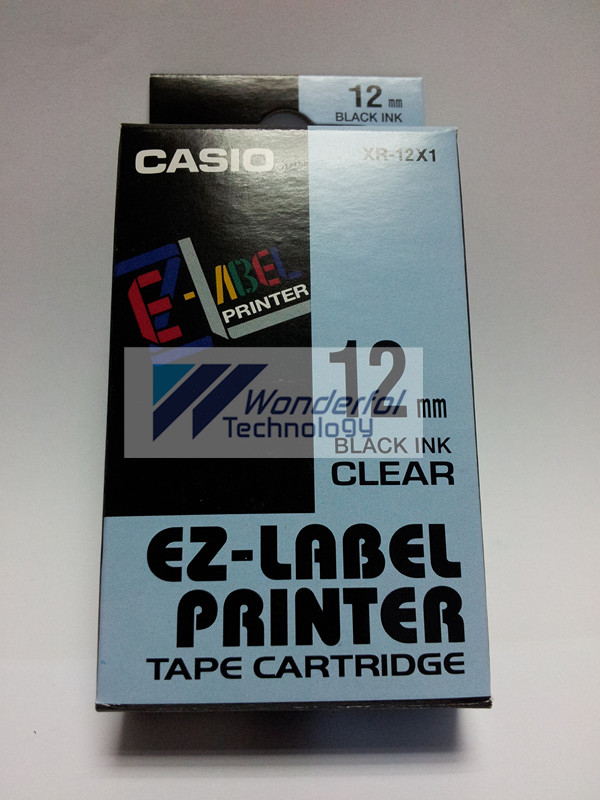 12 mm
BLACK INK
CASIO
XR-12X1
EZ-LABEL
PRINTER
12 mm
BLACK INK
CLEAR
Wonderfol
Technology
EZ-LABEL
PRINTER
TAPE CARTRIDGE